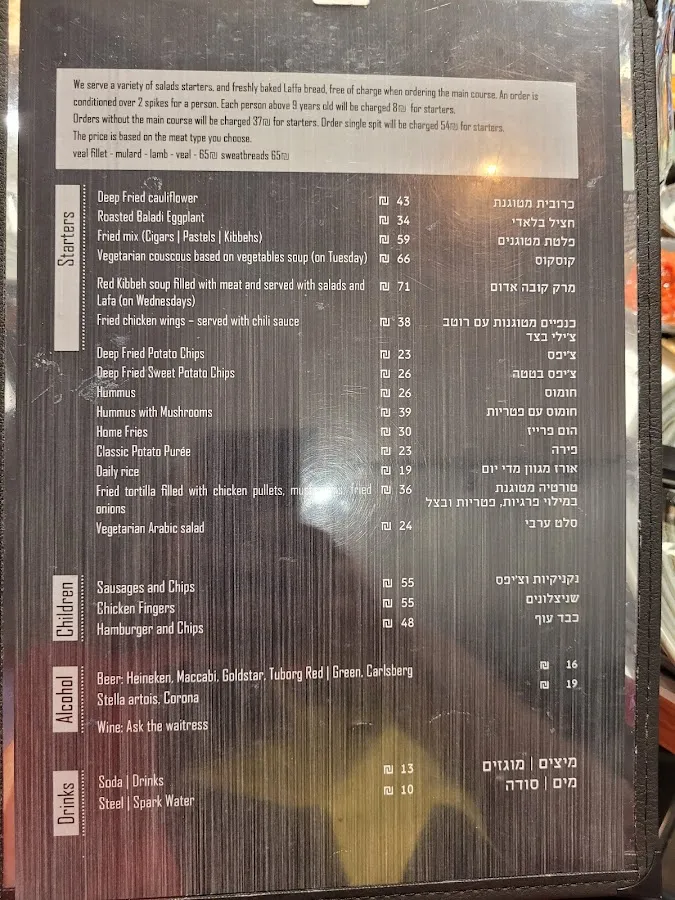 We serve a variety of salads starters, and freshly baked Laffa bread, free of charge when ordering the main course. An order is
conditioned over 2 spikes for a person. Each person above 9 years old will be charged 8₪ for starters.
Orders without the main course will be charged 37₪ for starters. Order single spit will be charged 54₪ for starters.
The price is based on the meat type you choose.
veal fillet - mulard - lamb - veal - 65₪ sweatbreads 65₪
Starters
Deep Fried cauliflower ₪ 43 כרובית מטוגנת
Roasted Baladi Eggplant ₪ 34 חציל בלאדי
Fried mix (Cigars | Pastels | Kibbehs) ₪ 59 פלטת מטוגנים
Vegetarian couscous based on vegetables soup (on Tuesday) ₪ 66 קוסקוס
Red Kibbeh soup filled with meat and served with salads and ₪ 71 מרק קובה אדום
Lafa (on Wednesdays)
Fried chicken wings – served with chili sauce ₪ 38 כנפיים מטוגנות עם רוטב
צ'ילי בצד
Deep Fried Potato Chips ₪ 23 צ'יפס
Deep Fried Sweet Potato Chips ₪ 26 צ'יפס בטטה
Hummus ₪ 26 חומוס
Hummus with Mushrooms ₪ 39 חומוס עם פטריות
Home Fries ₪ 30 הום פרייז
Classic Potato Purée ₪ 23 פירה
Daily rice ₪ 19 אורז מגוון מדי יום
Fried tortilla filled with chicken pullets, mushrooms, fried ₪ 36 טורטיה מטוגנת
onions במילוי פרגיות, פטריות ובצל
Vegetarian Arabic salad ₪ 24 סלט ערבי
Children
Sausages and Chips ₪ 55 נקניקיות וצ'יפס
Chicken Fingers ₪ 55 שניצלונים
Hamburger and Chips ₪ 48 כבד עוף
Alcohol
Beer: Heineken, Maccabi, Goldstar, Tuborg Red | Green, Carlsberg ₪ 16
Stella artois, Corona ₪ 19
Wine: Ask the waitress
Drinks
Soda | Drinks ₪ 13 מיצים | מוגזים
Steel | Spark Water ₪ 10 מים | סודה